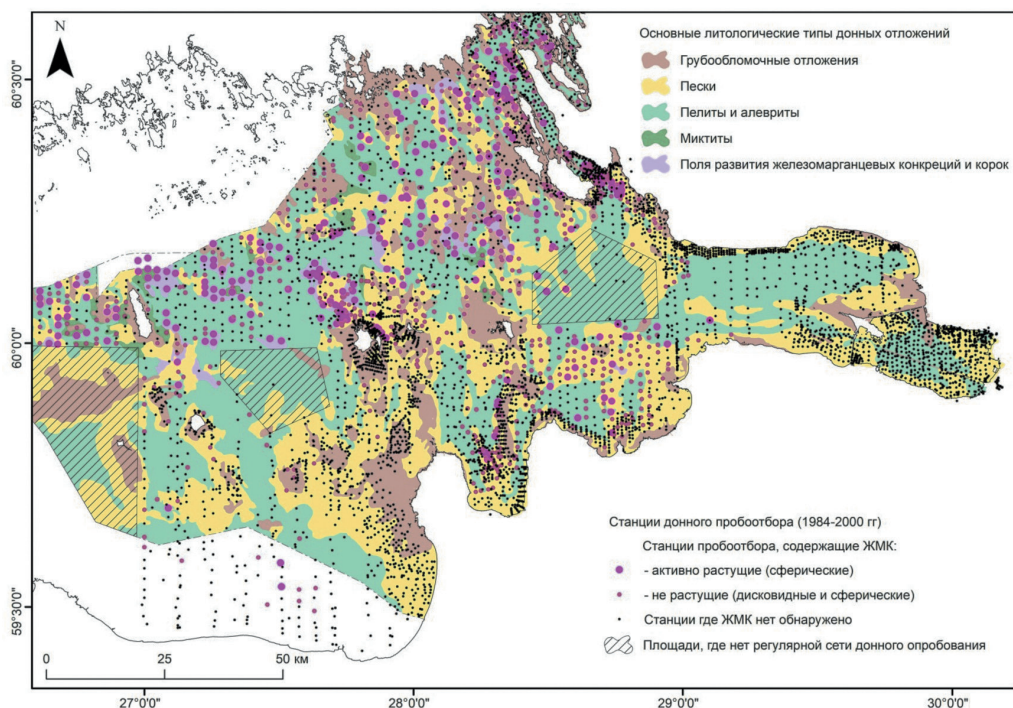 N
60°30'0"
60°0'0"
59°30'0"
Основные литологические типы донных отложений
Грубообломочные отложения
Пески
Пелиты и алевриты
Миктиты
Поля развития железомарганцевых конкреций и корок
Станции донного пробоотбора (1984-2000 гг)
Станции пробоотбора, содержащие ЖМК:
- активно растущие (сферические)
- не растущие (дисковидные и сферические)
Станции где ЖМК нет обнаружено
Площади, где нет регулярной сети донного опробования
0 25 50 км
27°0'0" 28°0'0" 29°0'0" 30°0'0"